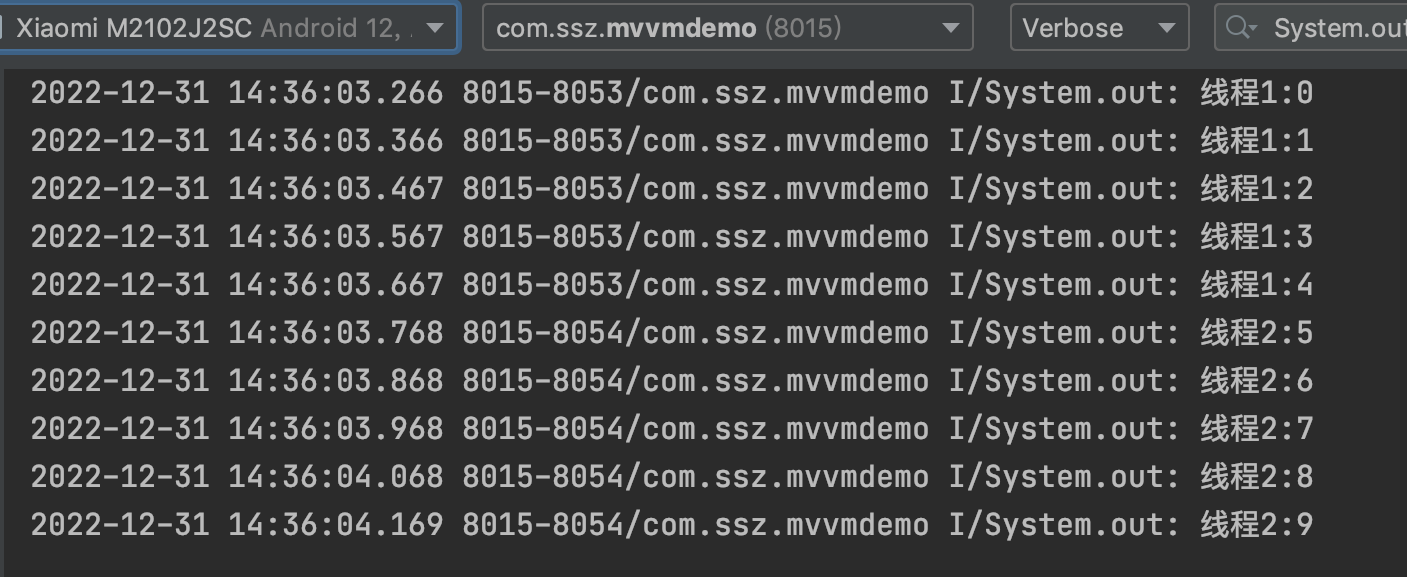 Xiaomi M2102J2SC Android 12, . com.ssz.mvvmdemo (8015) Verbose System.out
2022-12-31 14:36:03.266 8015-8053/com.ssz.mvvmdemo I/System.out: 线程1:0
2022-12-31 14:36:03.366 8015-8053/com.ssz.mvvmdemo I/System.out: 线程1:1
2022-12-31 14:36:03.467 8015-8053/com.ssz.mvvmdemo I/System.out: 线程1:2
2022-12-31 14:36:03.567 8015-8053/com.ssz.mvvmdemo I/System.out: 线程1:3
2022-12-31 14:36:03.667 8015-8053/com.ssz.mvvmdemo I/System.out: 线程1:4
2022-12-31 14:36:03.768 8015-8054/com.ssz.mvvmdemo I/System.out: 线程2:5
2022-12-31 14:36:03.868 8015-8054/com.ssz.mvvmdemo I/System.out: 线程2:6
2022-12-31 14:36:03.968 8015-8054/com.ssz.mvvmdemo I/System.out: 线程2:7
2022-12-31 14:36:04.068 8015-8054/com.ssz.mvvmdemo I/System.out: 线程2:8
2022-12-31 14:36:04.169 8015-8054/com.ssz.mvvmdemo I/System.out: 线程2:9